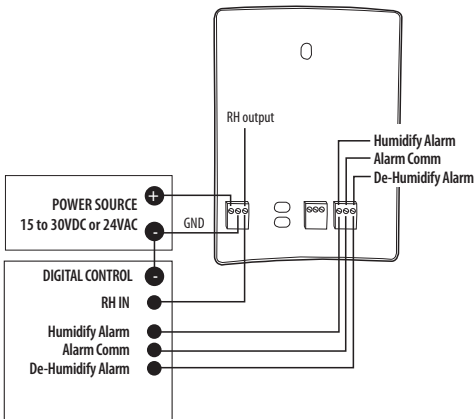 RH output
Humidify Alarm
Alarm Comm
De-Humidify Alarm
+
POWER SOURCE
15 to 30VDC or 24VAC
-
GND
DIGITAL CONTROL
-
RH IN
Humidify Alarm
Alarm Comm
De-Humidify Alarm